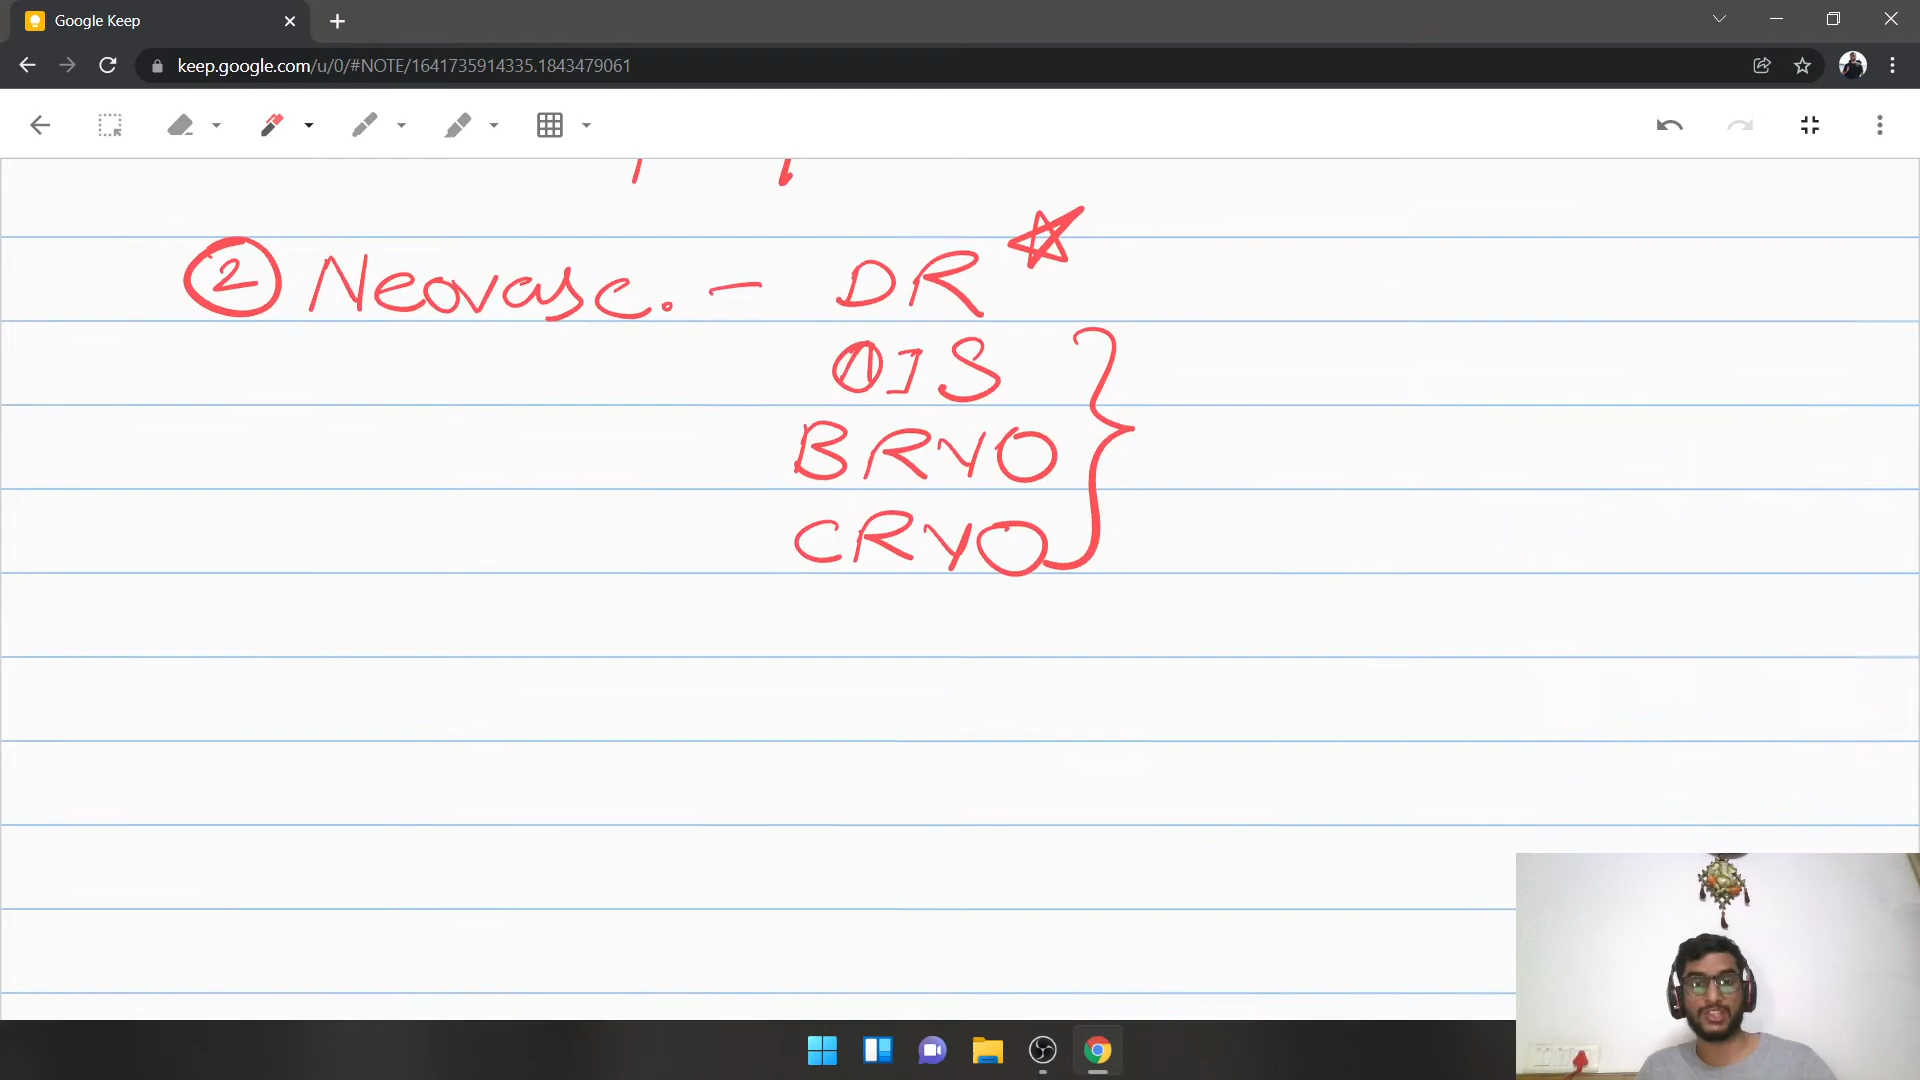 Google Keep
keep.google.com/u/0/#NOTE/1641735914335.1843479061
2 Neovasc. - DR
OIS
BRVO
CRVO